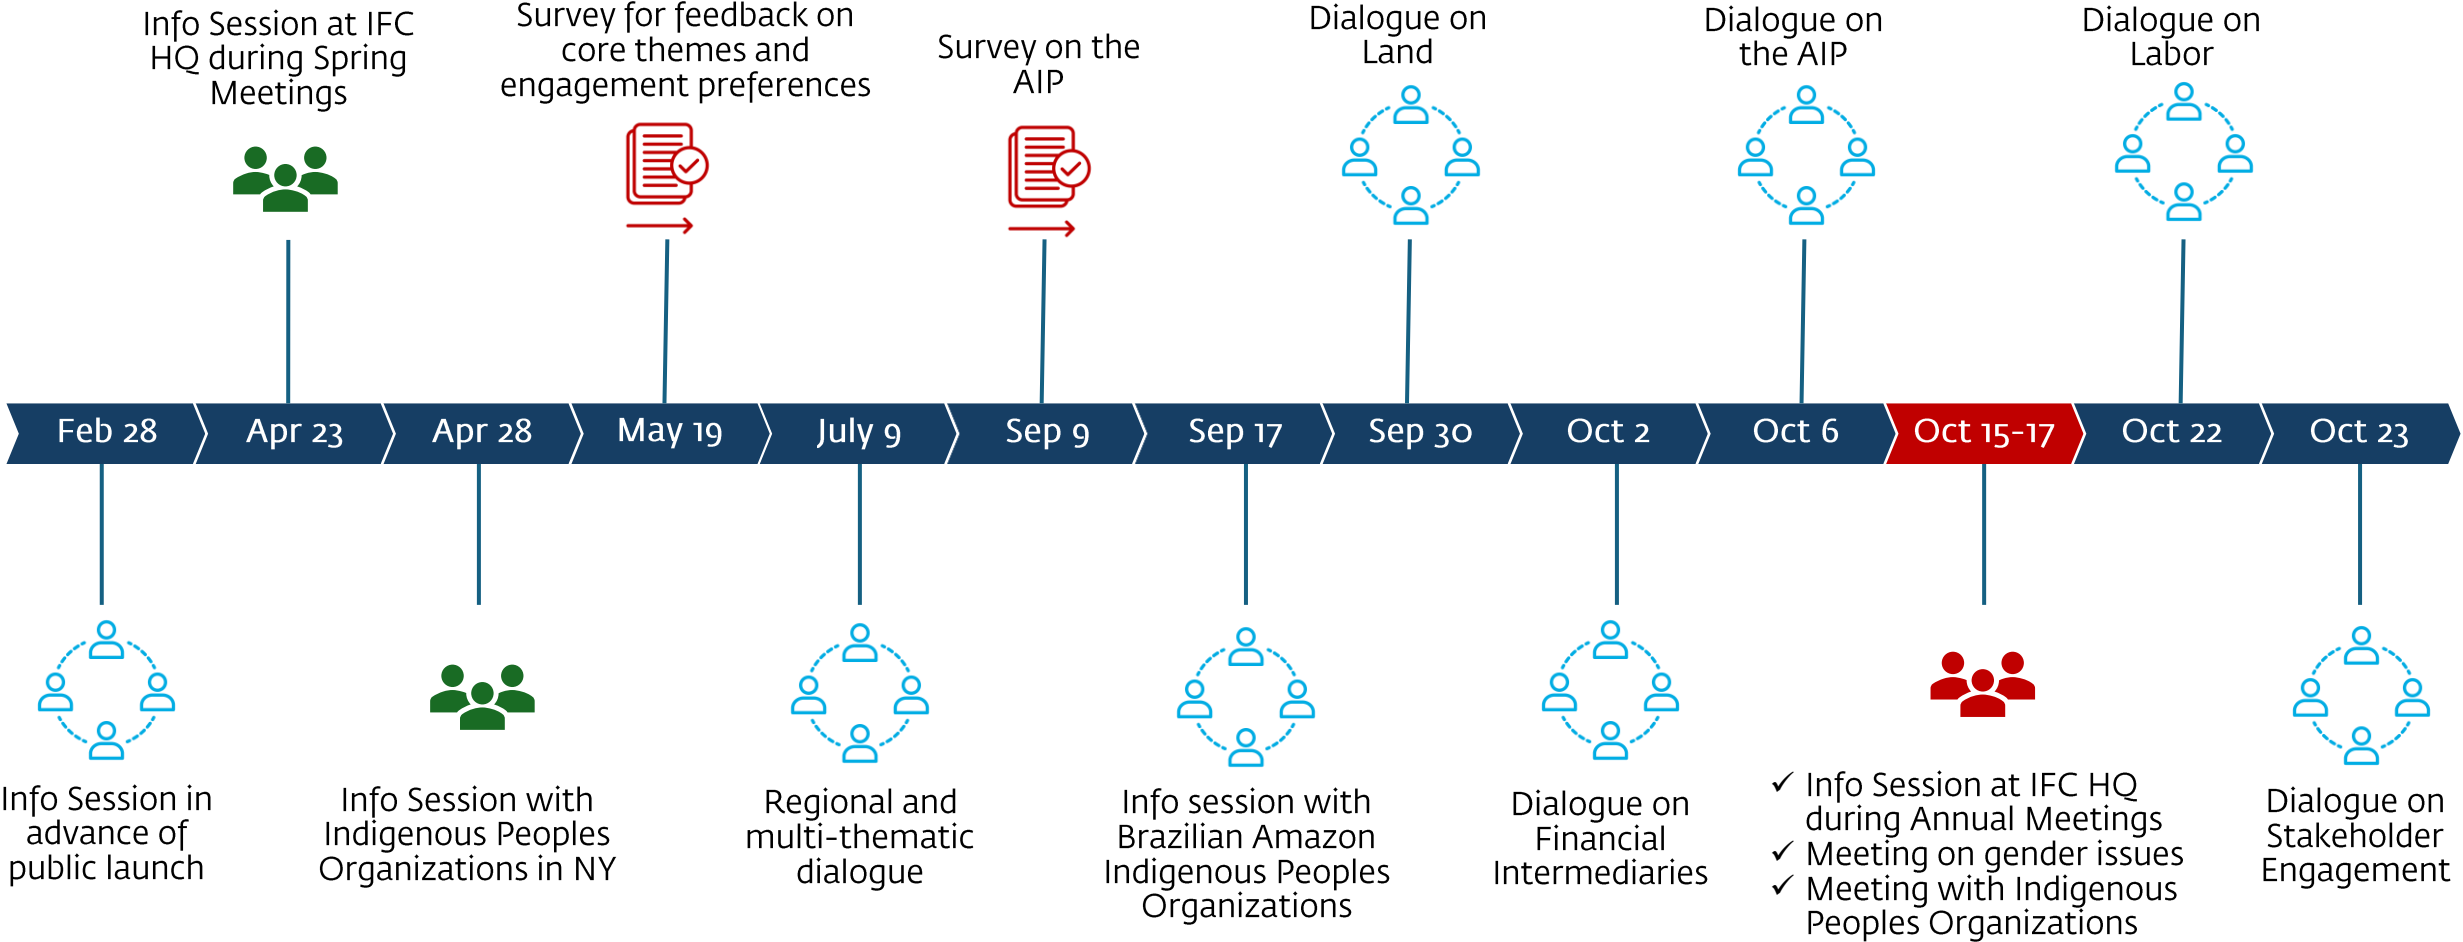 Info Session at IFC
HQ during Spring
Meetings
Survey for feedback on
core themes and
engagement preferences
Survey on the
AIP
Dialogue on
Land
Dialogue on
the AIP
Dialogue on
Labor
Feb 28
Apr 23
Apr 28
May 19
July 9
Sep 9
Sep 17
Sep 30
Oct 2
Oct 6
Oct 15-17
Oct 22
Oct 23
Info Session in
advance of
public launch
Info Session with
Indigenous Peoples
Organizations in NY
Regional and
multi-thematic
dialogue
Info session with
Brazilian Amazon
Indigenous Peoples
Organizations
Dialogue on
Financial
Intermediaries
✓ Info Session at IFC HQ
during Annual Meetings
✓ Meeting on gender issues
✓ Meeting with Indigenous
Peoples Organizations
Dialogue on
Stakeholder
Engagement